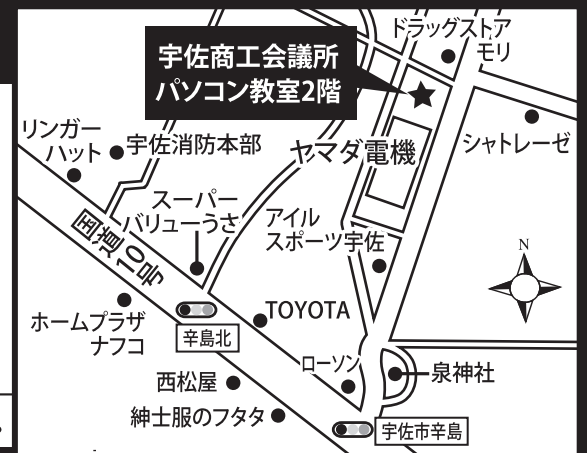 ドラッグストア
モリ
宇佐商工会議所
パソコン教室2階
リンガー
ハット
宇佐消防本部
ヤマダ電機
シャトレーゼ
スーパー
バリューうさ
アイル
スポーツ宇佐
国道
10号
N
ホームプラザ
ナフコ
辛島北
TOYOTA
ローソン
泉神社
西松屋
紳士服のフタタ
宇佐市辛島